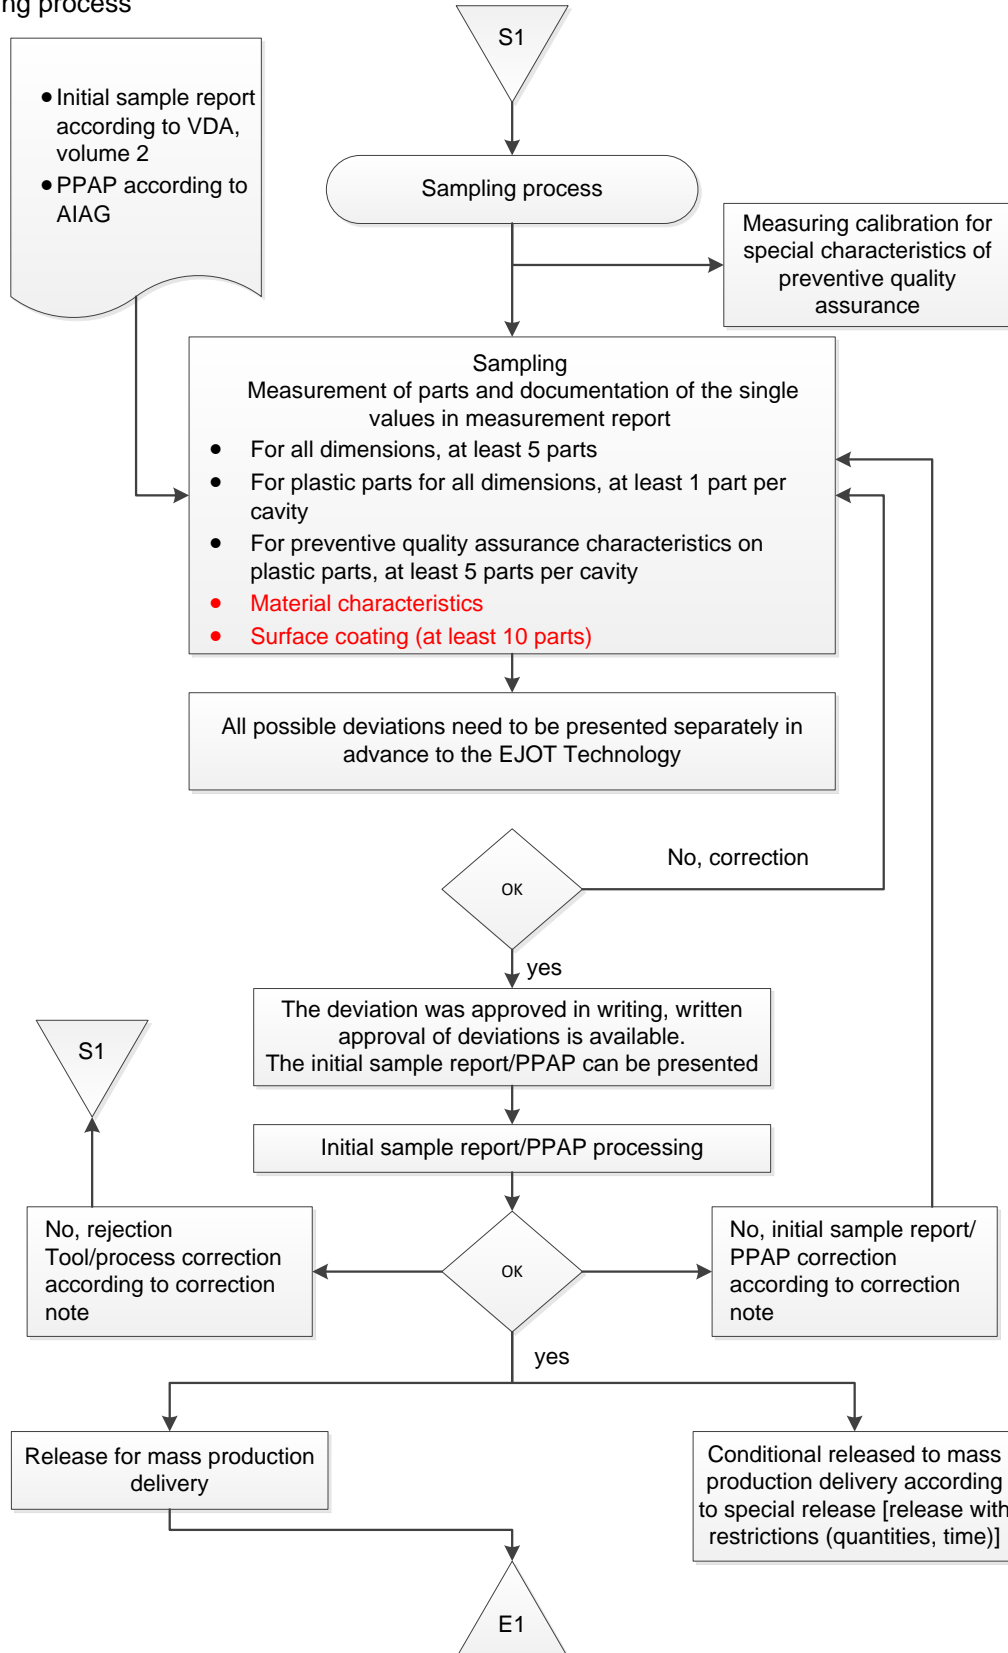 ng process
S1
• Initial sample report
according to VDA,
volume 2
• PPAP according to
AIAG
Sampling process
Measuring calibration for
special characteristics of
preventive quality
assurance
Sampling
Measurement of parts and documentation of the single
values in measurement report
• For all dimensions, at least 5 parts
• For plastic parts for all dimensions, at least 1 part per
cavity
• For preventive quality assurance characteristics on
plastic parts, at least 5 parts per cavity
• Material characteristics
• Surface coating (at least 10 parts)
All possible deviations need to be presented separately in
advance to the EJOT Technology
No, correction
OK
yes
The deviation was approved in writing, written
approval of deviations is available.
The initial sample report/PPAP can be presented
S1
Initial sample report/PPAP processing
No, rejection
Tool/process correction
according to correction
note
OK
No, initial sample report/
PPAP correction
according to correction
note
yes
Release for mass production
delivery
Conditional released to mass
production delivery according
to special release [release with
restrictions (quantities, time)]
E1